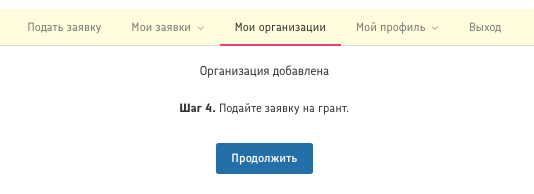 Подать заявку Мои заявки Мои организации Мой профиль Выход
Организация добавлена
Шаг 4. Подайте заявку на грант.
Продолжить